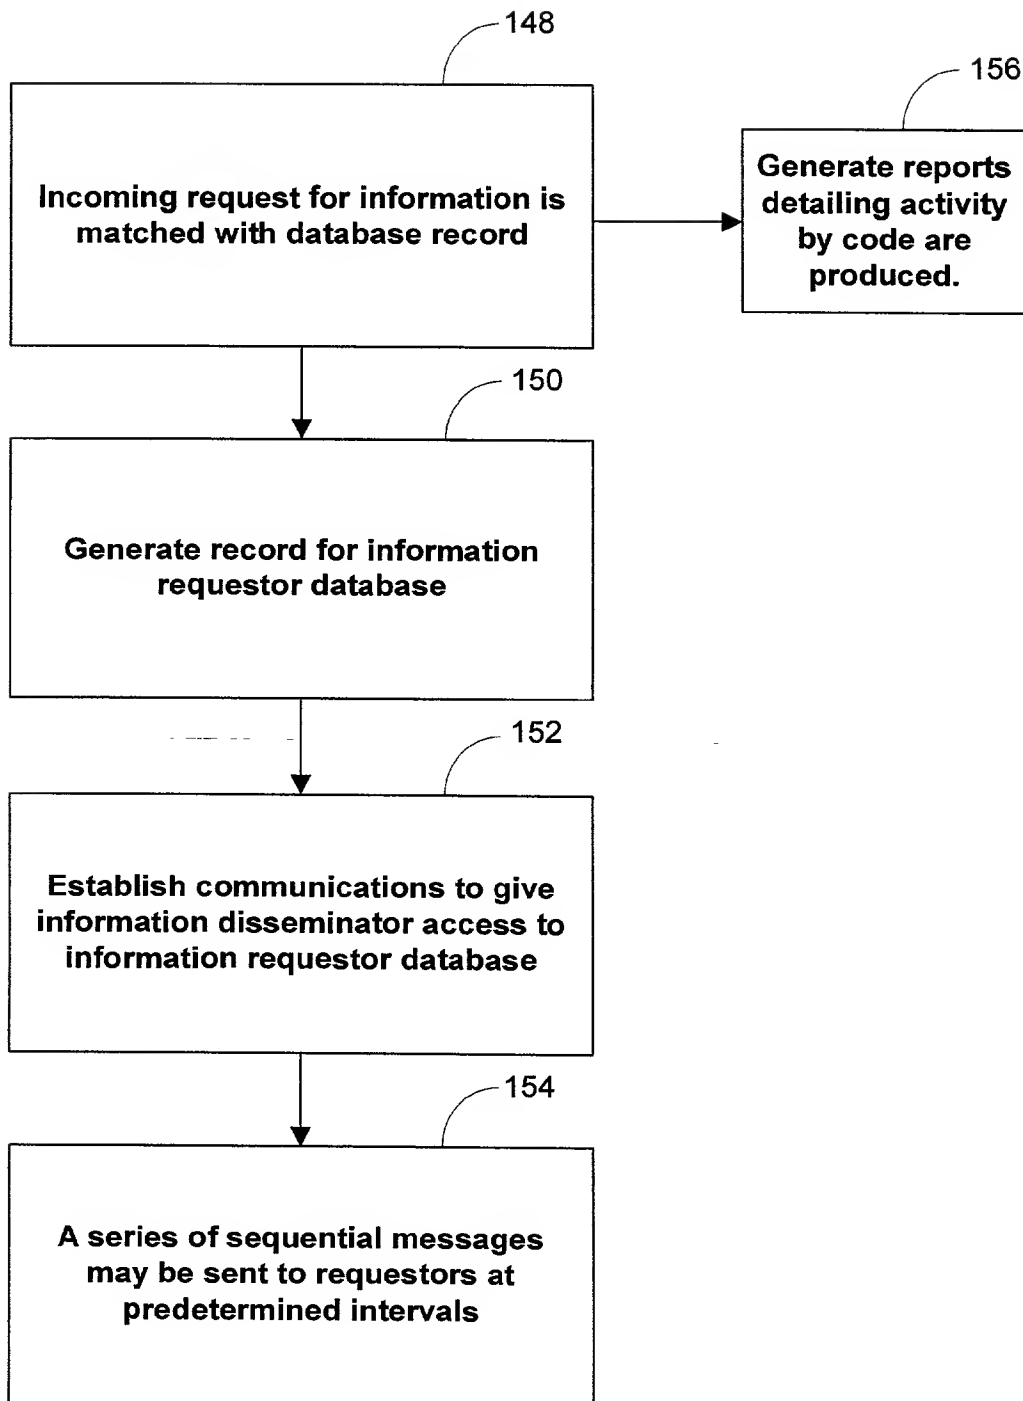 148
156
Incoming request for information is
matched with database record
Generate reports
detailing activity
by code are
produced.
150
Generate record for information
requestor database
152
Establish communications to give
information disseminator access to
information requestor database
154
A series of sequential messages
may be sent to requestors at
predetermined intervals